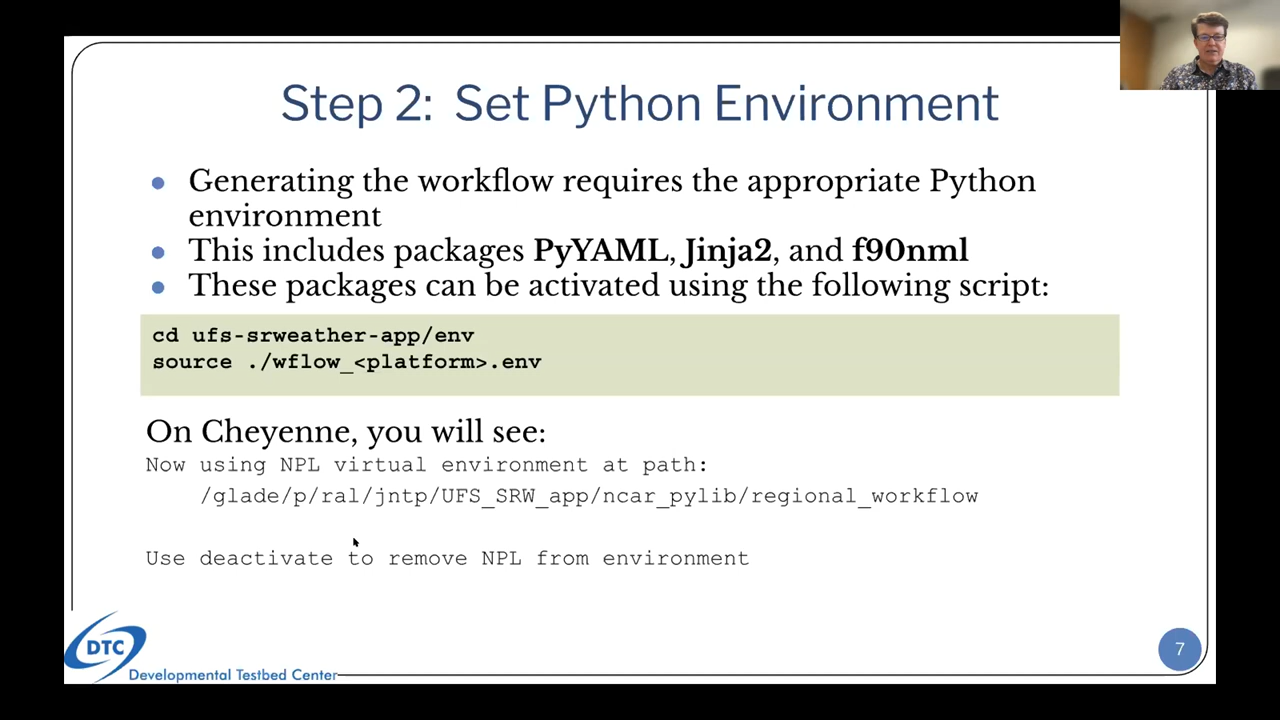 Step 2: Set Python Environment
Generating the workflow requires the appropriate Python
environment
This includes packages PyYAML, Jinja2, and f90nml
These packages can be activated using the following script:
cd ufs-srweather-app/env
source ./wflow_<platform>.env
On Cheyenne, you will see:
Now using NPL virtual environment at path:
/glade/p/ral/jntp/UFS_SRW_app/ncar_pylib/regional_workflow
Use deactivate to remove NPL from environment
DTC
Developmental Testbed Center
7